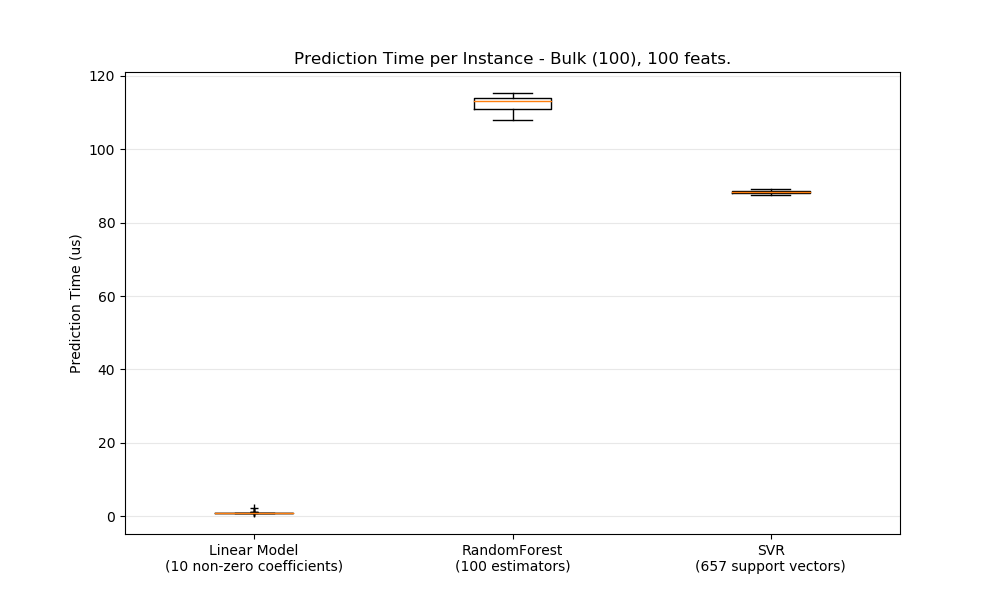 Prediction Time per Instance - Bulk (100), 100 feats.
120
100
80
60
40
20
0
Prediction Time (us)
Linear Model
(10 non-zero coefficients)
RandomForest
(100 estimators)
SVR
(657 support vectors)